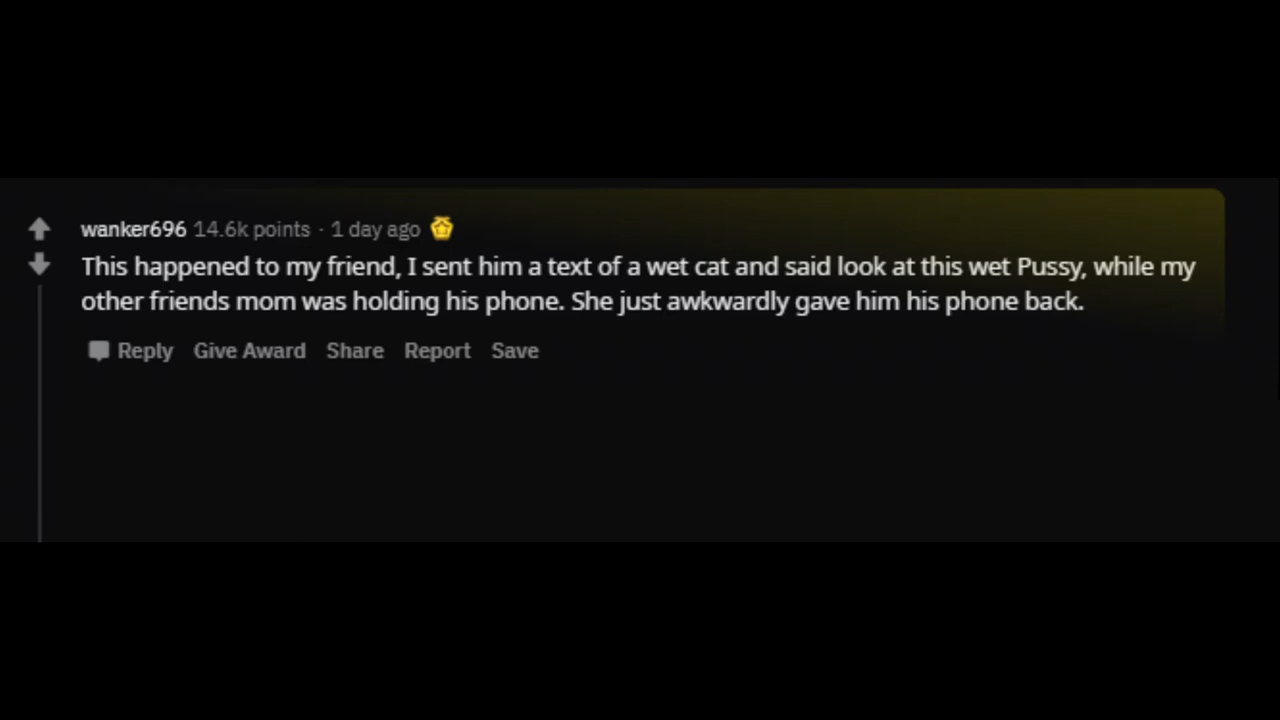 wanker696 14.6k points · 1 day ago
This happened to my friend, I sent him a text of a wet cat and said look at this wet Pussy, while my
other friends mom was holding his phone. She just awkwardly gave him his phone back.
Reply Give Award Share Report Save